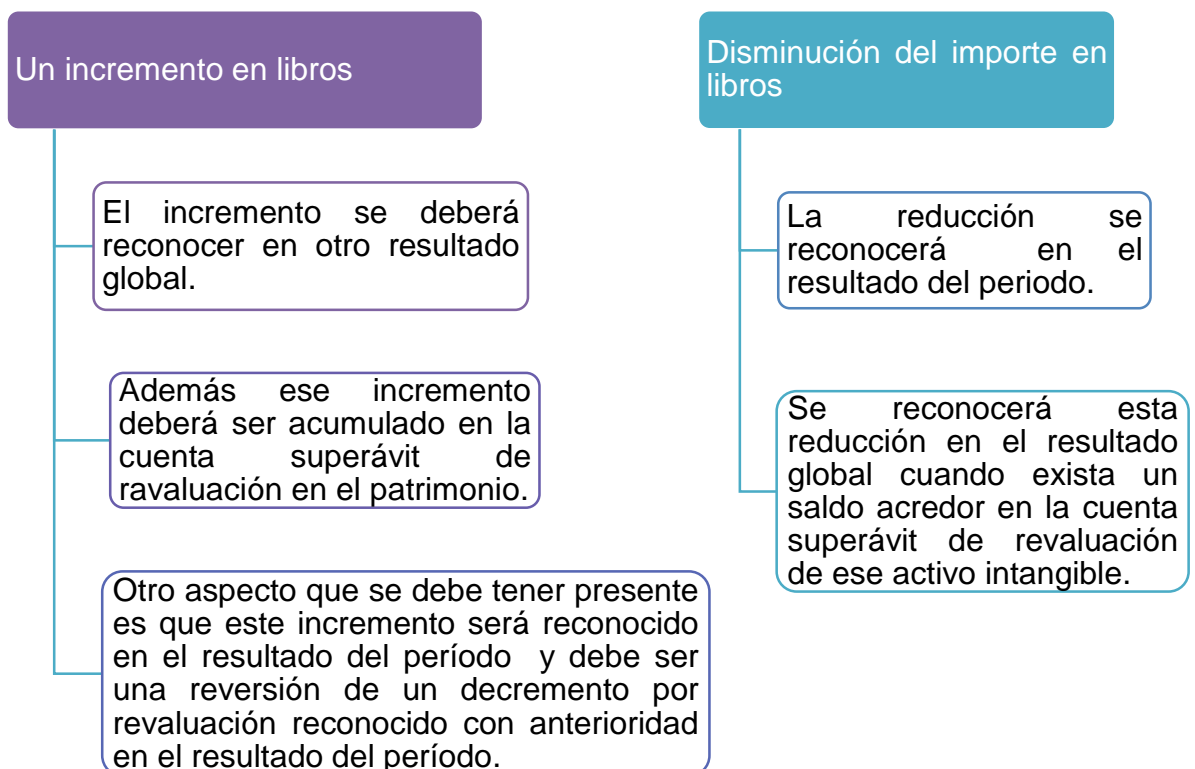 Un incremento en libros
El incremento se deberá
reconocer en otro resultado
global.
Además ese incremento
deberá ser acumulado en la
cuenta superávit de
ravaluación en el patrimonio.
Otro aspecto que se debe tener presente
es que este incremento será reconocido
en el resultado del período y debe ser
una reversión de un decremento por
revaluación reconocido con anterioridad
en el resultado del período.
Disminución del importe en
libros
La reducción se
reconocerá en el
resultado del periodo.
Se reconocerá esta
reducción en el resultado
global cuando exista un
saldo acredor en la cuenta
superávit de revaluación
de ese activo intangible.